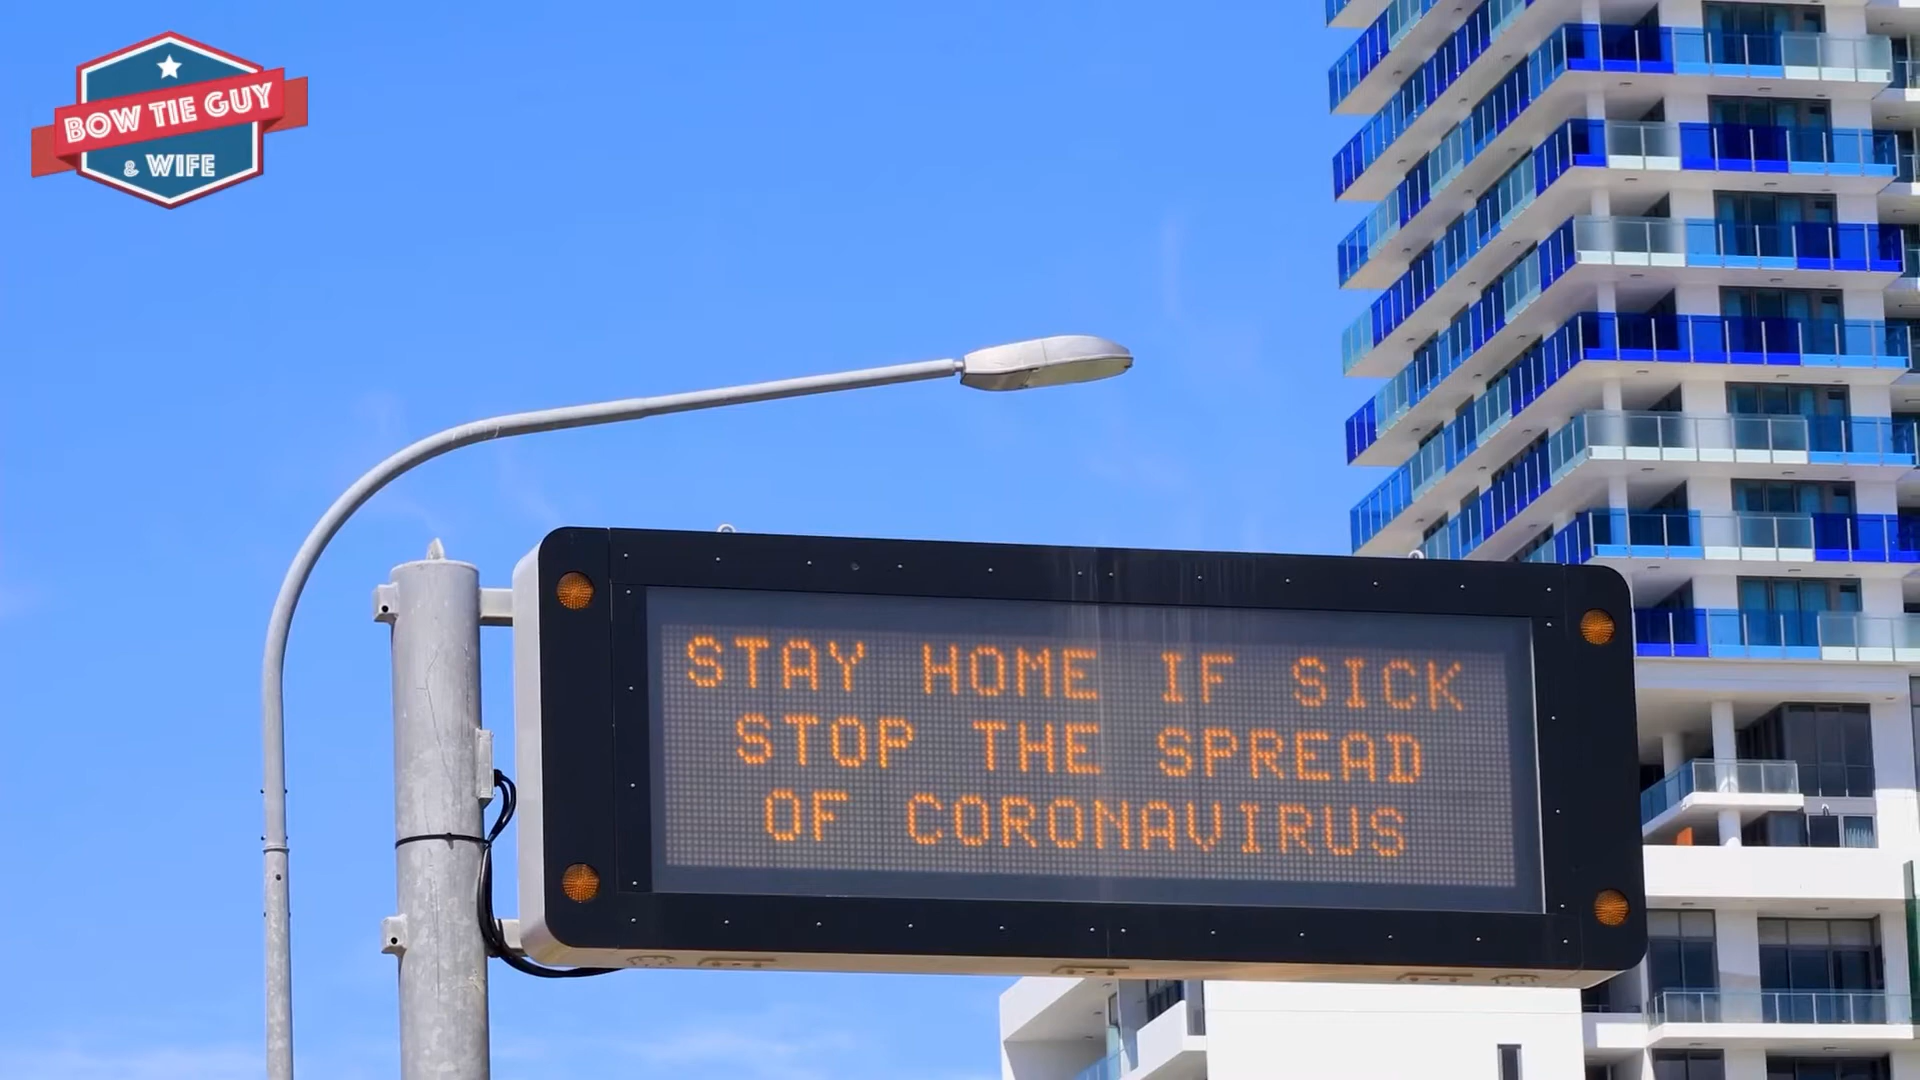 BOW TIE GUY
& WIFE
STAY HOME IF SICK
STOP THE SPREAD
OF CORONAVIRUS